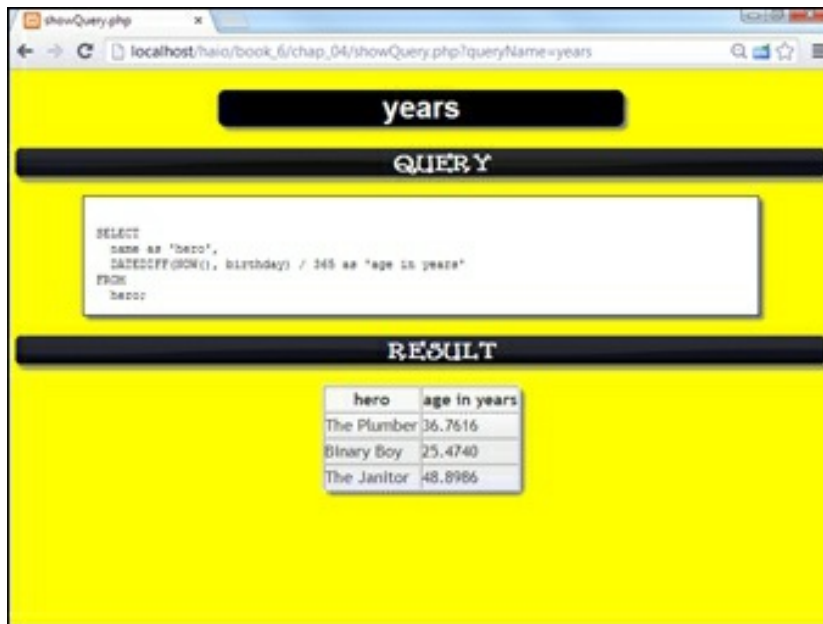 showQuery.php
localhost/haio/book_6/chap_04/showQuery.php?queryName=years
years
QUERY
SELECT
name as "hero",
DATEDIFF(NOW(), birthday) / 365 as "age in years"
FROM
hero;
RESULT
hero age in years
The Plumber 36.7616
Binary Boy 25.4740
The Janitor 48.8986